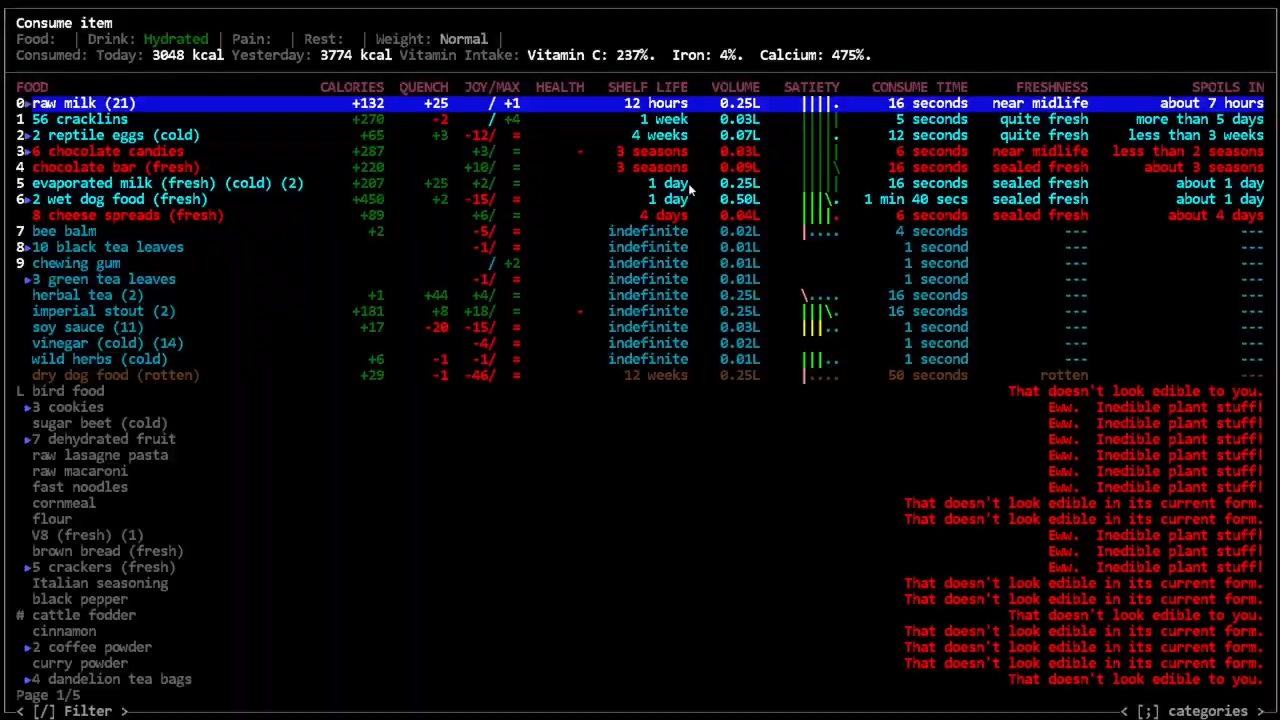 Consume item
Food: | Drink: Hydrated | Pain: | Rest: | Weight: Normal |
Consumed: Today: 3048 kcal Yesterday: 3774 kcal Vitamin Intake: Vitamin C: 237%. Iron: 4%. Calcium: 475%.
FOOD CALORIES QUENCH JOY/MAX HEALTH SHELF LIFE VOLUME SATIETY CONSUME TIME FRESHNESS SPOILS IN
0▸raw milk (21) +132 +25 / +1 12 hours 0.25L ||||. 16 seconds near midlife about 7 hours
1 56 cracklins +270 -2 / +4 1 week 0.03L ||||| 5 seconds quite fresh more than 5 days
2▸2 reptile eggs (cold) +65 +3 -12/ = 4 weeks 0.07L ||||. 12 seconds quite fresh less than 3 weeks
3▸6 chocolate candies +287 +3/ = - 3 seasons 0.03L ||||| 6 seconds near midlife less than 2 seasons
4 chocolate bar (fresh) +220 +10/ = 3 seasons 0.09L ||||\ 6 seconds sealed fresh about 3 seasons
5 evaporated milk (fresh) (cold) (2) +207 +25 +2/ = 1 day 0.25L ||||| 16 seconds sealed fresh about 1 day
6▸2 wet dog food (fresh) +450 +2 -15/ = 1 day 0.50L |||\. 1 min 40 secs sealed fresh about 1 day
8 cheese spreads (fresh) +89 +6/ = 4 days 0.04L ||||. 6 seconds sealed fresh about 4 days
7 bee balm +2 -5/ = indefinite 0.02L |.... 4 seconds --- ---
8▸10 black tea leaves -1/ = indefinite 0.01L 1 second --- ---
9 chewing gum / +2 indefinite 0.01L 1 second --- ---
▸3 green tea leaves -1/ = indefinite 0.01L 1 second --- ---
herbal tea (2) +1 +44 +4/ = indefinite 0.25L \.... 16 seconds --- ---
imperial stout (2) +181 +8 +18/ = - indefinite 0.25L |||\. 16 seconds --- ---
soy sauce (11) +17 -20 -15/ = indefinite 0.03L |||.. 1 second --- ---
vinegar (cold) (14) -4/ = indefinite 0.02L 1 second --- ---
wild herbs (cold) +6 -1 -1/ = indefinite 0.01L |||.. 1 second --- ---
dry dog food (rotten) +29 -1 -46/ = 12 weeks 0.25L |.... 50 seconds rotten ---
L bird food That doesn't look edible to you.
▸3 cookies Eww. Inedible plant stuff!
sugar beet (cold) Eww. Inedible plant stuff!
▸7 dehydrated fruit Eww. Inedible plant stuff!
raw lasagne pasta Eww. Inedible plant stuff!
raw macaroni Eww. Inedible plant stuff!
fast noodles Eww. Inedible plant stuff!
cornmeal That doesn't look edible in its current form.
flour That doesn't look edible in its current form.
V8 (fresh) (1) Eww. Inedible plant stuff!
brown bread (fresh) Eww. Inedible plant stuff!
▸5 crackers (fresh) Eww. Inedible plant stuff!
Italian seasoning That doesn't look edible in its current form.
black pepper That doesn't look edible in its current form.
# cattle fodder That doesn't look edible to you.
cinnamon That doesn't look edible in its current form.
▸2 coffee powder That doesn't look edible in its current form.
curry powder That doesn't look edible in its current form.
▸4 dandelion tea bags That doesn't look edible to you.
Page 1/5
< [/] Filter > < [;] categories >